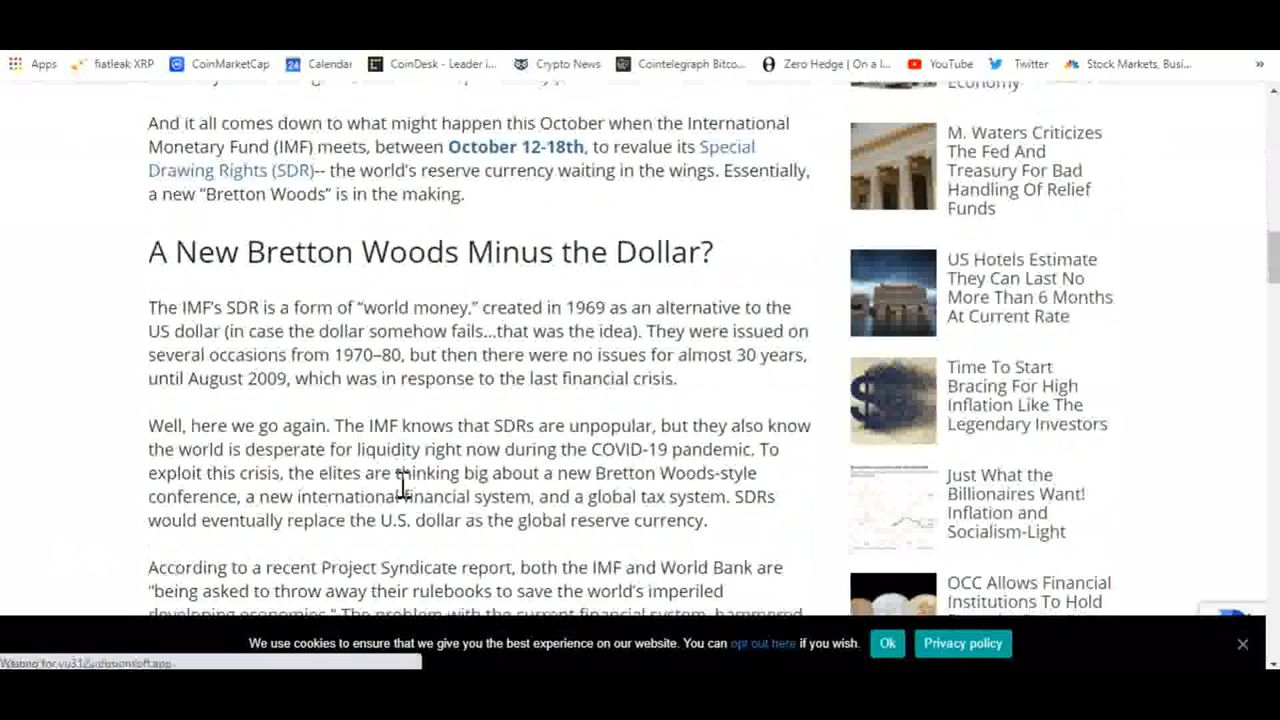 Apps fiatleak XRP CoinMarketCap 24 Calendar CoinDesk - Leader i... Crypto News Cointelegraph Bitco... Zero Hedge | On a l... YouTube Twitter Stock Markets, Busi... »
And it all comes down to what might happen this October when the International
Monetary Fund (IMF) meets, between October 12-18th, to revalue its Special
Drawing Rights (SDR)-- the world's reserve currency waiting in the wings. Essentially,
a new “Bretton Woods” is in the making.
A New Bretton Woods Minus the Dollar?
The IMF's SDR is a form of “world money,” created in 1969 as an alternative to the
US dollar (in case the dollar somehow fails...that was the idea). They were issued on
several occasions from 1970–80, but then there were no issues for almost 30 years,
until August 2009, which was in response to the last financial crisis.
Well, here we go again. The IMF knows that SDRs are unpopular, but they also know
the world is desperate for liquidity right now during the COVID-19 pandemic. To
exploit this crisis, the elites are thinking big about a new Bretton Woods-style
conference, a new international financial system, and a global tax system. SDRs
would eventually replace the U.S. dollar as the global reserve currency.
According to a recent Project Syndicate report, both the IMF and World Bank are
“being asked to throw away their rulebooks to save the world's imperiled
developing economies.” The problem with the current financial system, hammered
Economy
M. Waters Criticizes
The Fed And
Treasury For Bad
Handling Of Relief
Funds
US Hotels Estimate
They Can Last No
More Than 6 Months
At Current Rate
Time To Start
Bracing For High
Inflation Like The
Legendary Investors
Just What the
Billionaires Want!
Inflation and
Socialism-Light
OCC Allows Financial
Institutions To Hold
We use cookies to ensure that we give you the best experience on our website. You can opt out here if you wish. Ok Privacy policy
Waiting for